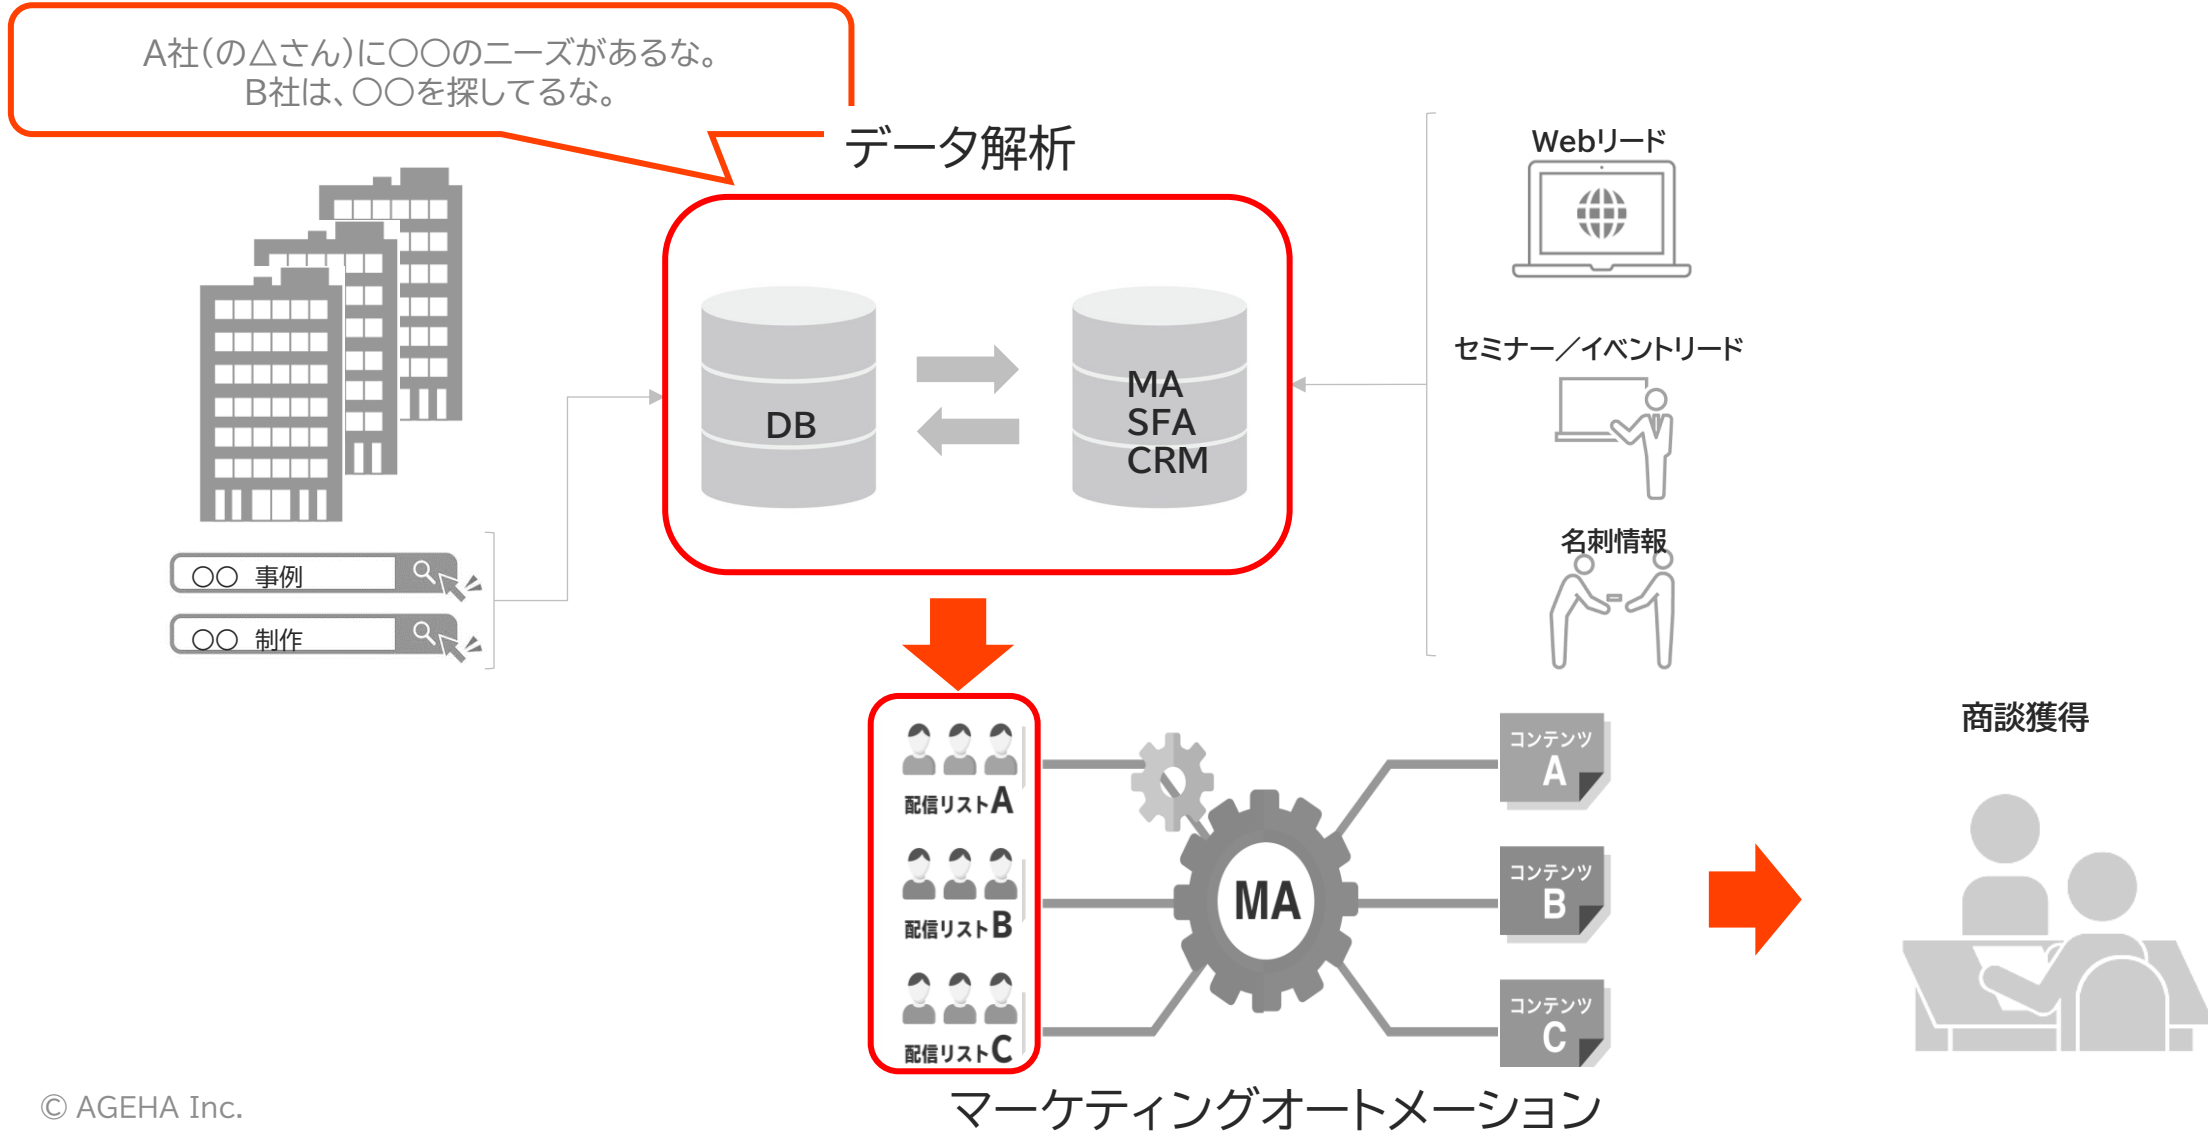 A社（の△さん）に〇〇のニーズがあるな。
B社は、〇〇を探してるな。
データ解析
Webリード
セミナー／イベントリード
名刺情報
DB
MA
SFA
CRM
〇〇 事例
〇〇 制作
配信リストA
配信リストB
配信リストC
MA
コンテンツ
A
コンテンツ
B
コンテンツ
C
商談獲得
マーケティングオートメーション
© AGEHA Inc.